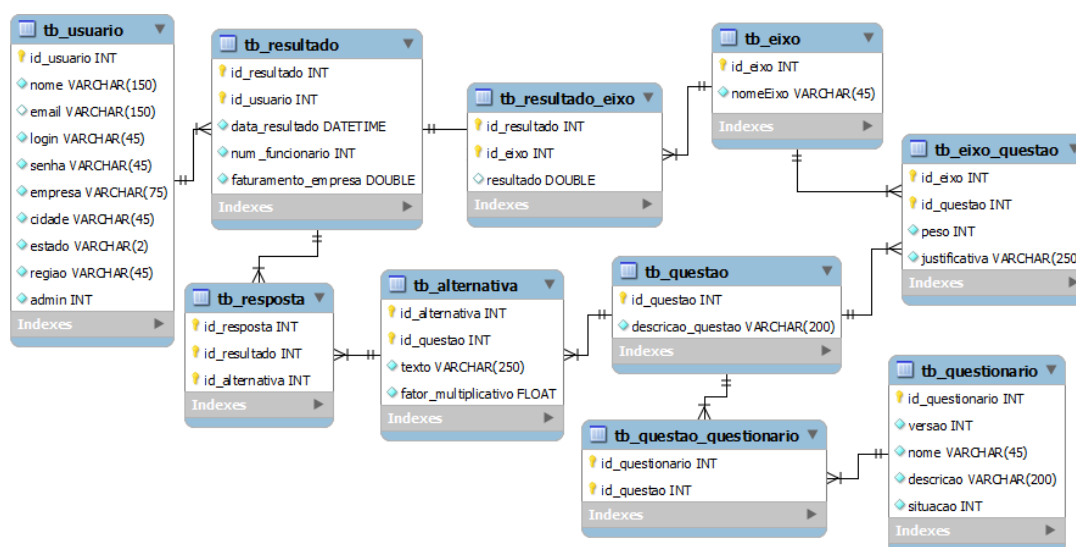 tb_usuario
id_usuario INT
nome VARCHAR(150)
email VARCHAR(150)
login VARCHAR(45)
senha VARCHAR(45)
empresa VARCHAR(75)
cidade VARCHAR(45)
estado VARCHAR(2)
regiao VARCHAR(45)
admin INT
Indexes
tb_resultado
id_resultado INT
id_usuario INT
data_resultado DATETIME
num_funcionario INT
faturamento_empresa DOUBLE
Indexes
tb_resultado_eixo
id_resultado INT
id_eixo INT
resultado DOUBLE
Indexes
tb_eixo
id_eixo INT
nomeEixo VARCHAR(45)
Indexes
tb_eixo_questao
id_eixo INT
id_questao INT
peso INT
justificativa VARCHAR(250
Indexes
tb_resposta
id_resposta INT
id_resultado INT
id_alternativa INT
Indexes
tb_alternativa
id_alternativa INT
id_questao INT
texto VARCHAR(250)
fator_multiplicativo FLOAT
Indexes
tb_questao
id_questao INT
descricao_questao VARCHAR(200)
Indexes
tb_questao_questionario
id_questionario INT
id_questao INT
Indexes
tb_questionario
id_questionario INT
versao INT
nome VARCHAR(45)
descricao VARCHAR(200)
situacao INT
Indexes